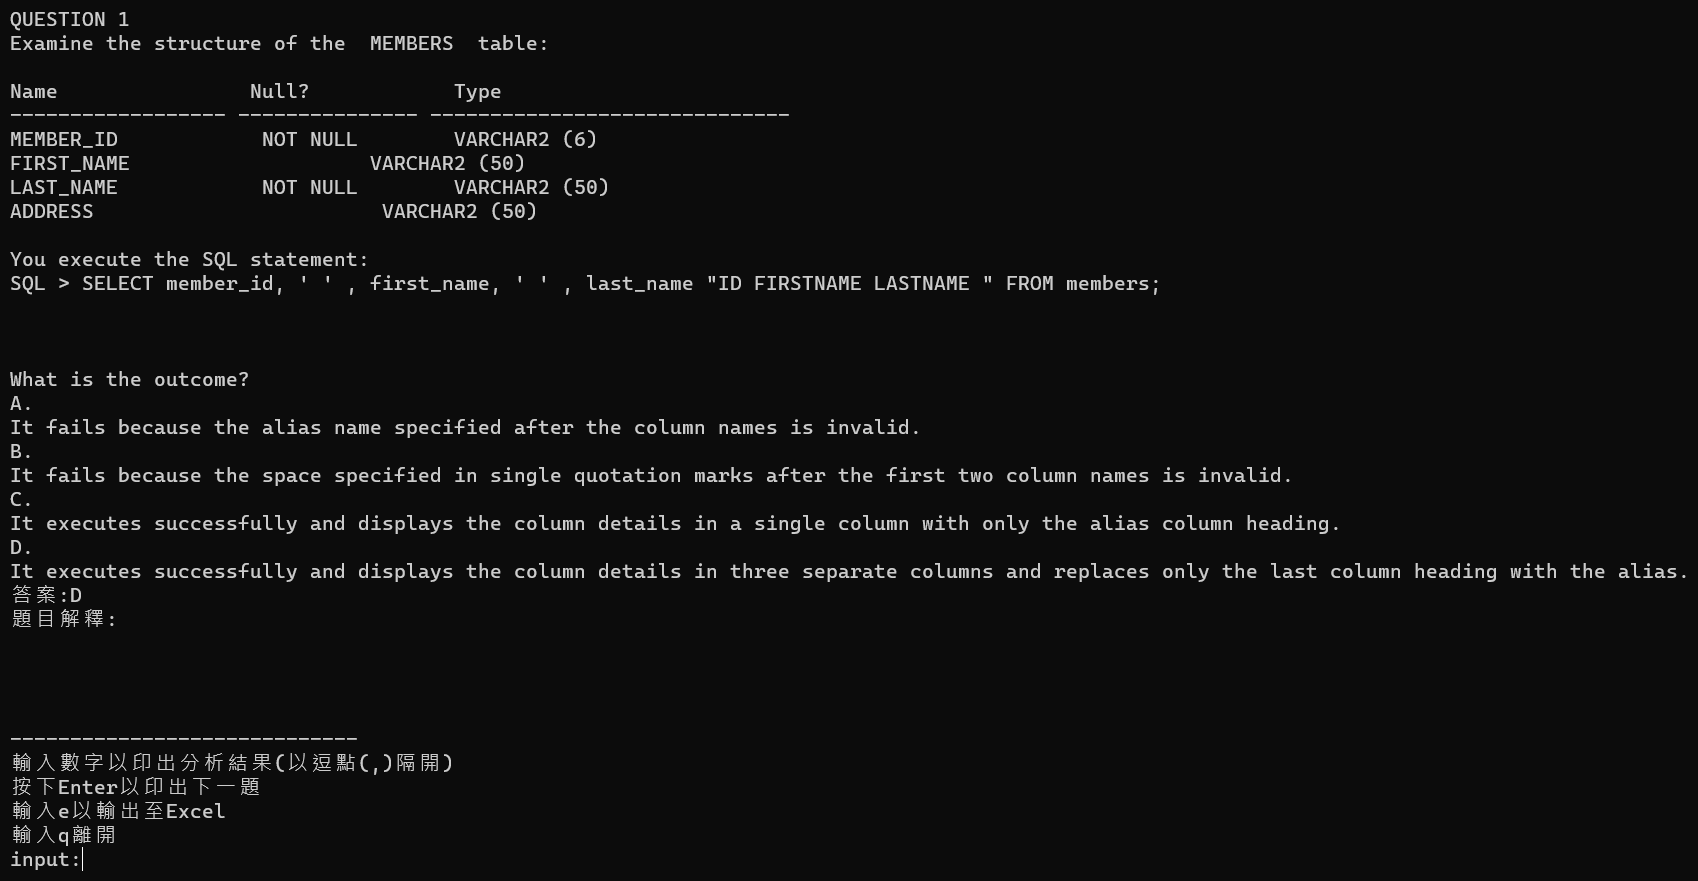 QUESTION 1
Examine the structure of the  MEMBERS  table:
Name                Null?            Type
------------------ --------------- ------------------------------
MEMBER_ID            NOT NULL        VARCHAR2 (6)
FIRST_NAME                    VARCHAR2 (50)
LAST_NAME            NOT NULL        VARCHAR2 (50)
ADDRESS                        VARCHAR2 (50)
You execute the SQL statement:
SQL > SELECT member_id, ' ' , first_name, ' ' , last_name "ID FIRSTNAME LASTNAME " FROM members;
What is the outcome?
A.
It fails because the alias name specified after the column names is invalid.
B.
It fails because the space specified in single quotation marks after the first two column names is invalid.
C.
It executes successfully and displays the column details in a single column with only the alias column heading.
D.
It executes successfully and displays the column details in three separate columns and replaces only the last column heading with the alias.
答案:D
題目解釋:
-----------------------------
輸入數字以印出分析結果(以逗點(,)隔開)
按下Enter以印出下一題
輸入e以輸出至Excel
輸入q離開
input: